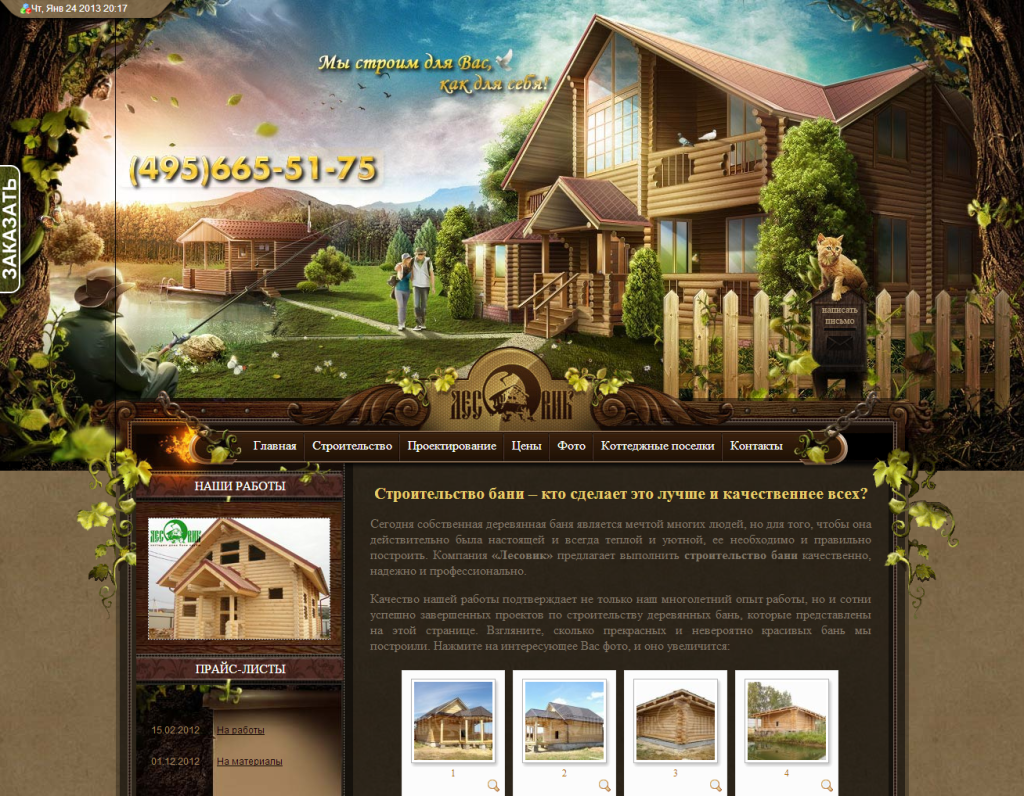 Чт, Янв 24 2013 20:17
Мы строим для Вас,
как для себя!
(495)665-51-75
ЗАКАЗАТЬ
написать
письмо
ЛЕСОВИК
Главная
Строительство
Проектирование
Цены
Фото
Коттеджные поселки
Контакты
НАШИ РАБОТЫ
ЛЕСОВИК
ПРАЙС-ЛИСТЫ
15.02.2012 На работы
01.12.2012 На материалы
Строительство бани – кто сделает это лучше и качественнее всех?
Сегодня собственная деревянная баня является мечтой многих людей, но для того, чтобы она
действительно была настоящей и всегда теплой и уютной, ее необходимо и правильно
построить. Компания «Лесовик» предлагает выполнить строительство бани качественно,
надежно и профессионально.
Качество нашей работы подтверждает не только наш многолетний опыт работы, но и сотни
успешно завершенных проектов по строительству деревянных бань, которые представлены
на этой странице. Взгляните, сколько прекрасных и невероятно красивых бань мы
построили. Нажмите на интересующее Вас фото, и оно увеличится:
1
2
3
4